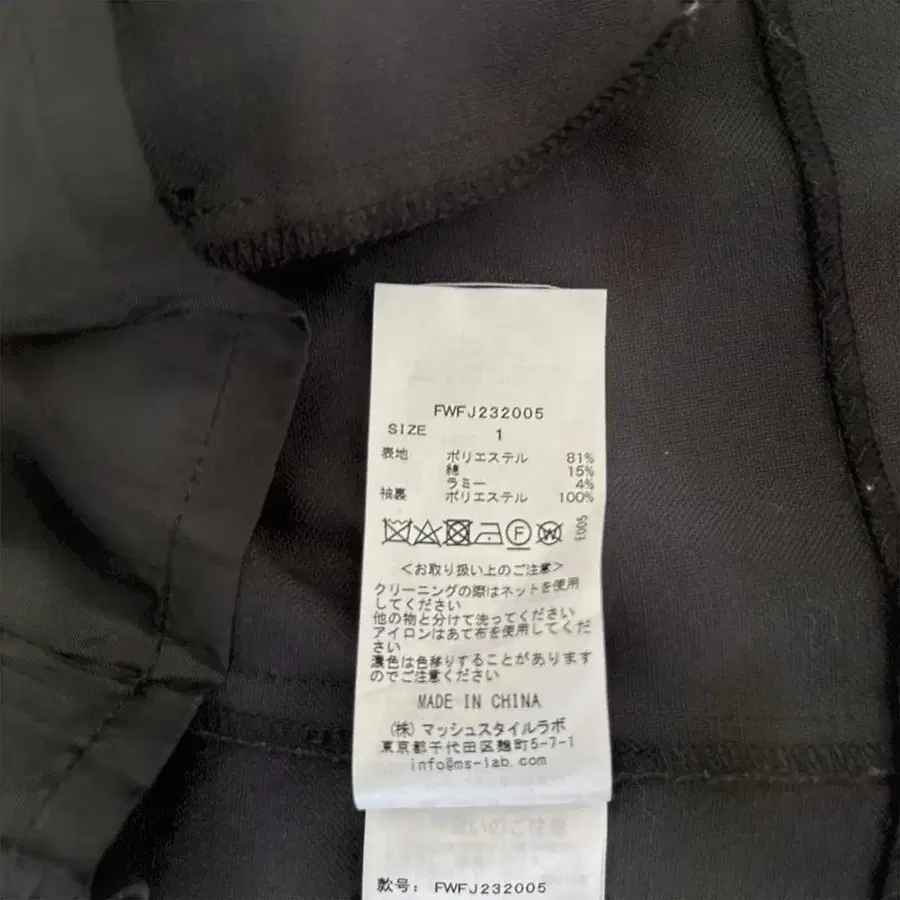 FWFJ232005
SIZE 1
表地 ポリエステル 81%
綿 15%
ラミー 4%
袖裏 ポリエステル 100%
F W E005
<お取り扱い上のご注意>
クリーニングの際はネットを使用
してください
他の物と分けて洗ってください
アイロンはあて布を使用してくだ
さい
濃色は色移りすることがあります
のでご注意ください
MADE IN CHINA
(株)マッシュスタイルラボ
東京都千代田区麹町5-7-1
info@ms-lab.com
款号: FWFJ232005